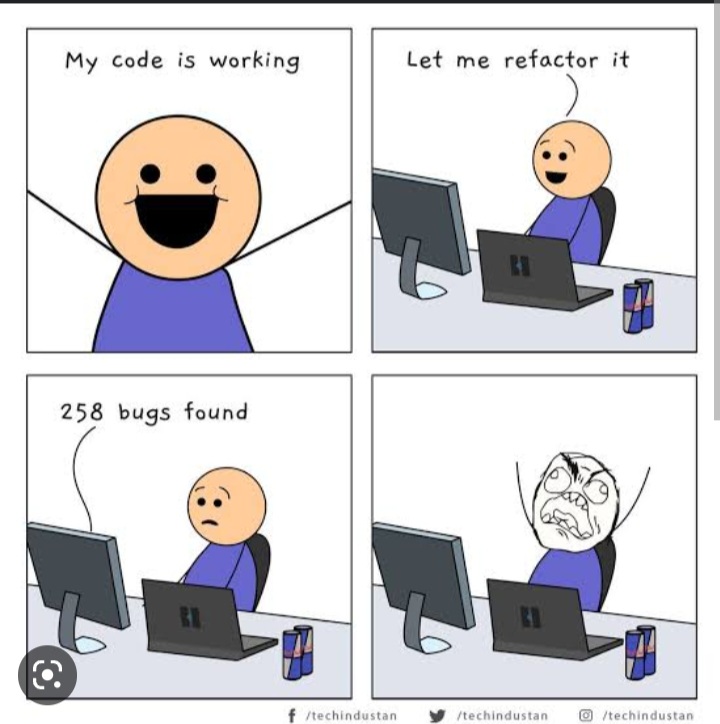 My code is working
Let me refactor it
258 bugs found
/techindustan /techindustan /techindustan